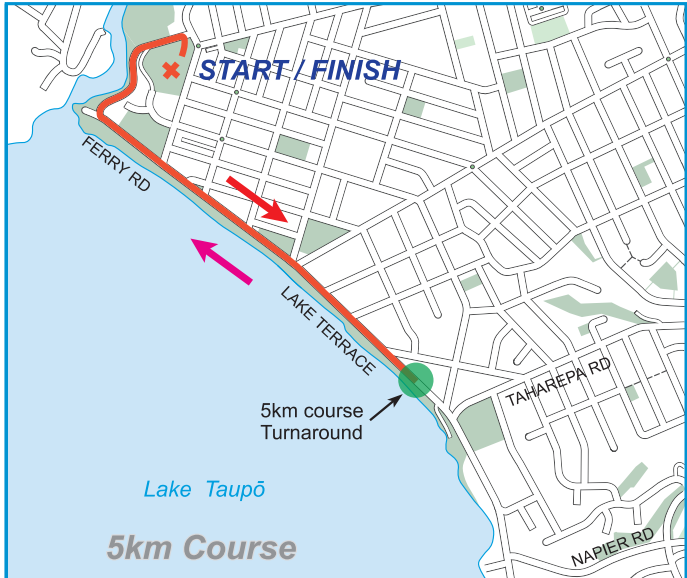 START / FINISH
FERRY RD
LAKE TERRACE
TAHAREPA RD
5km course
Turnaround
Lake Taupō
5km Course
NAPIER RD